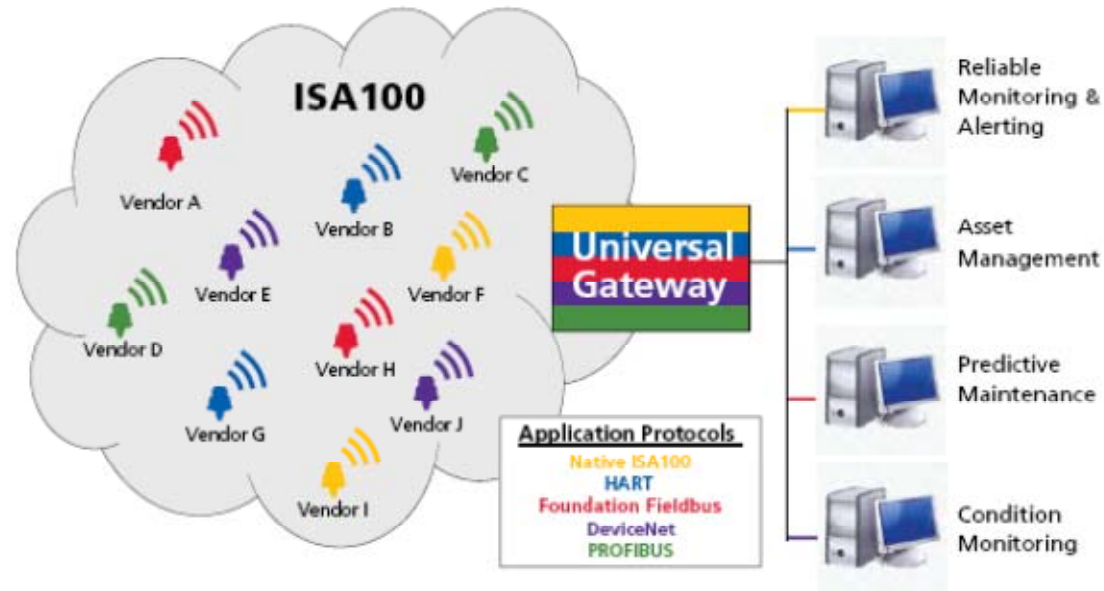 ISA100
Vendor A
Vendor B
Vendor C
Vendor E
Vendor F
Vendor D
Vendor H
Vendor G
Vendor J
Vendor I
Universal
Gateway
Application Protocols
Native ISA100
HART
Foundation Fieldbus
DeviceNet
PROFIBUS
Reliable
Monitoring &
Alerting
Asset
Management
Predictive
Maintenance
Condition
Monitoring